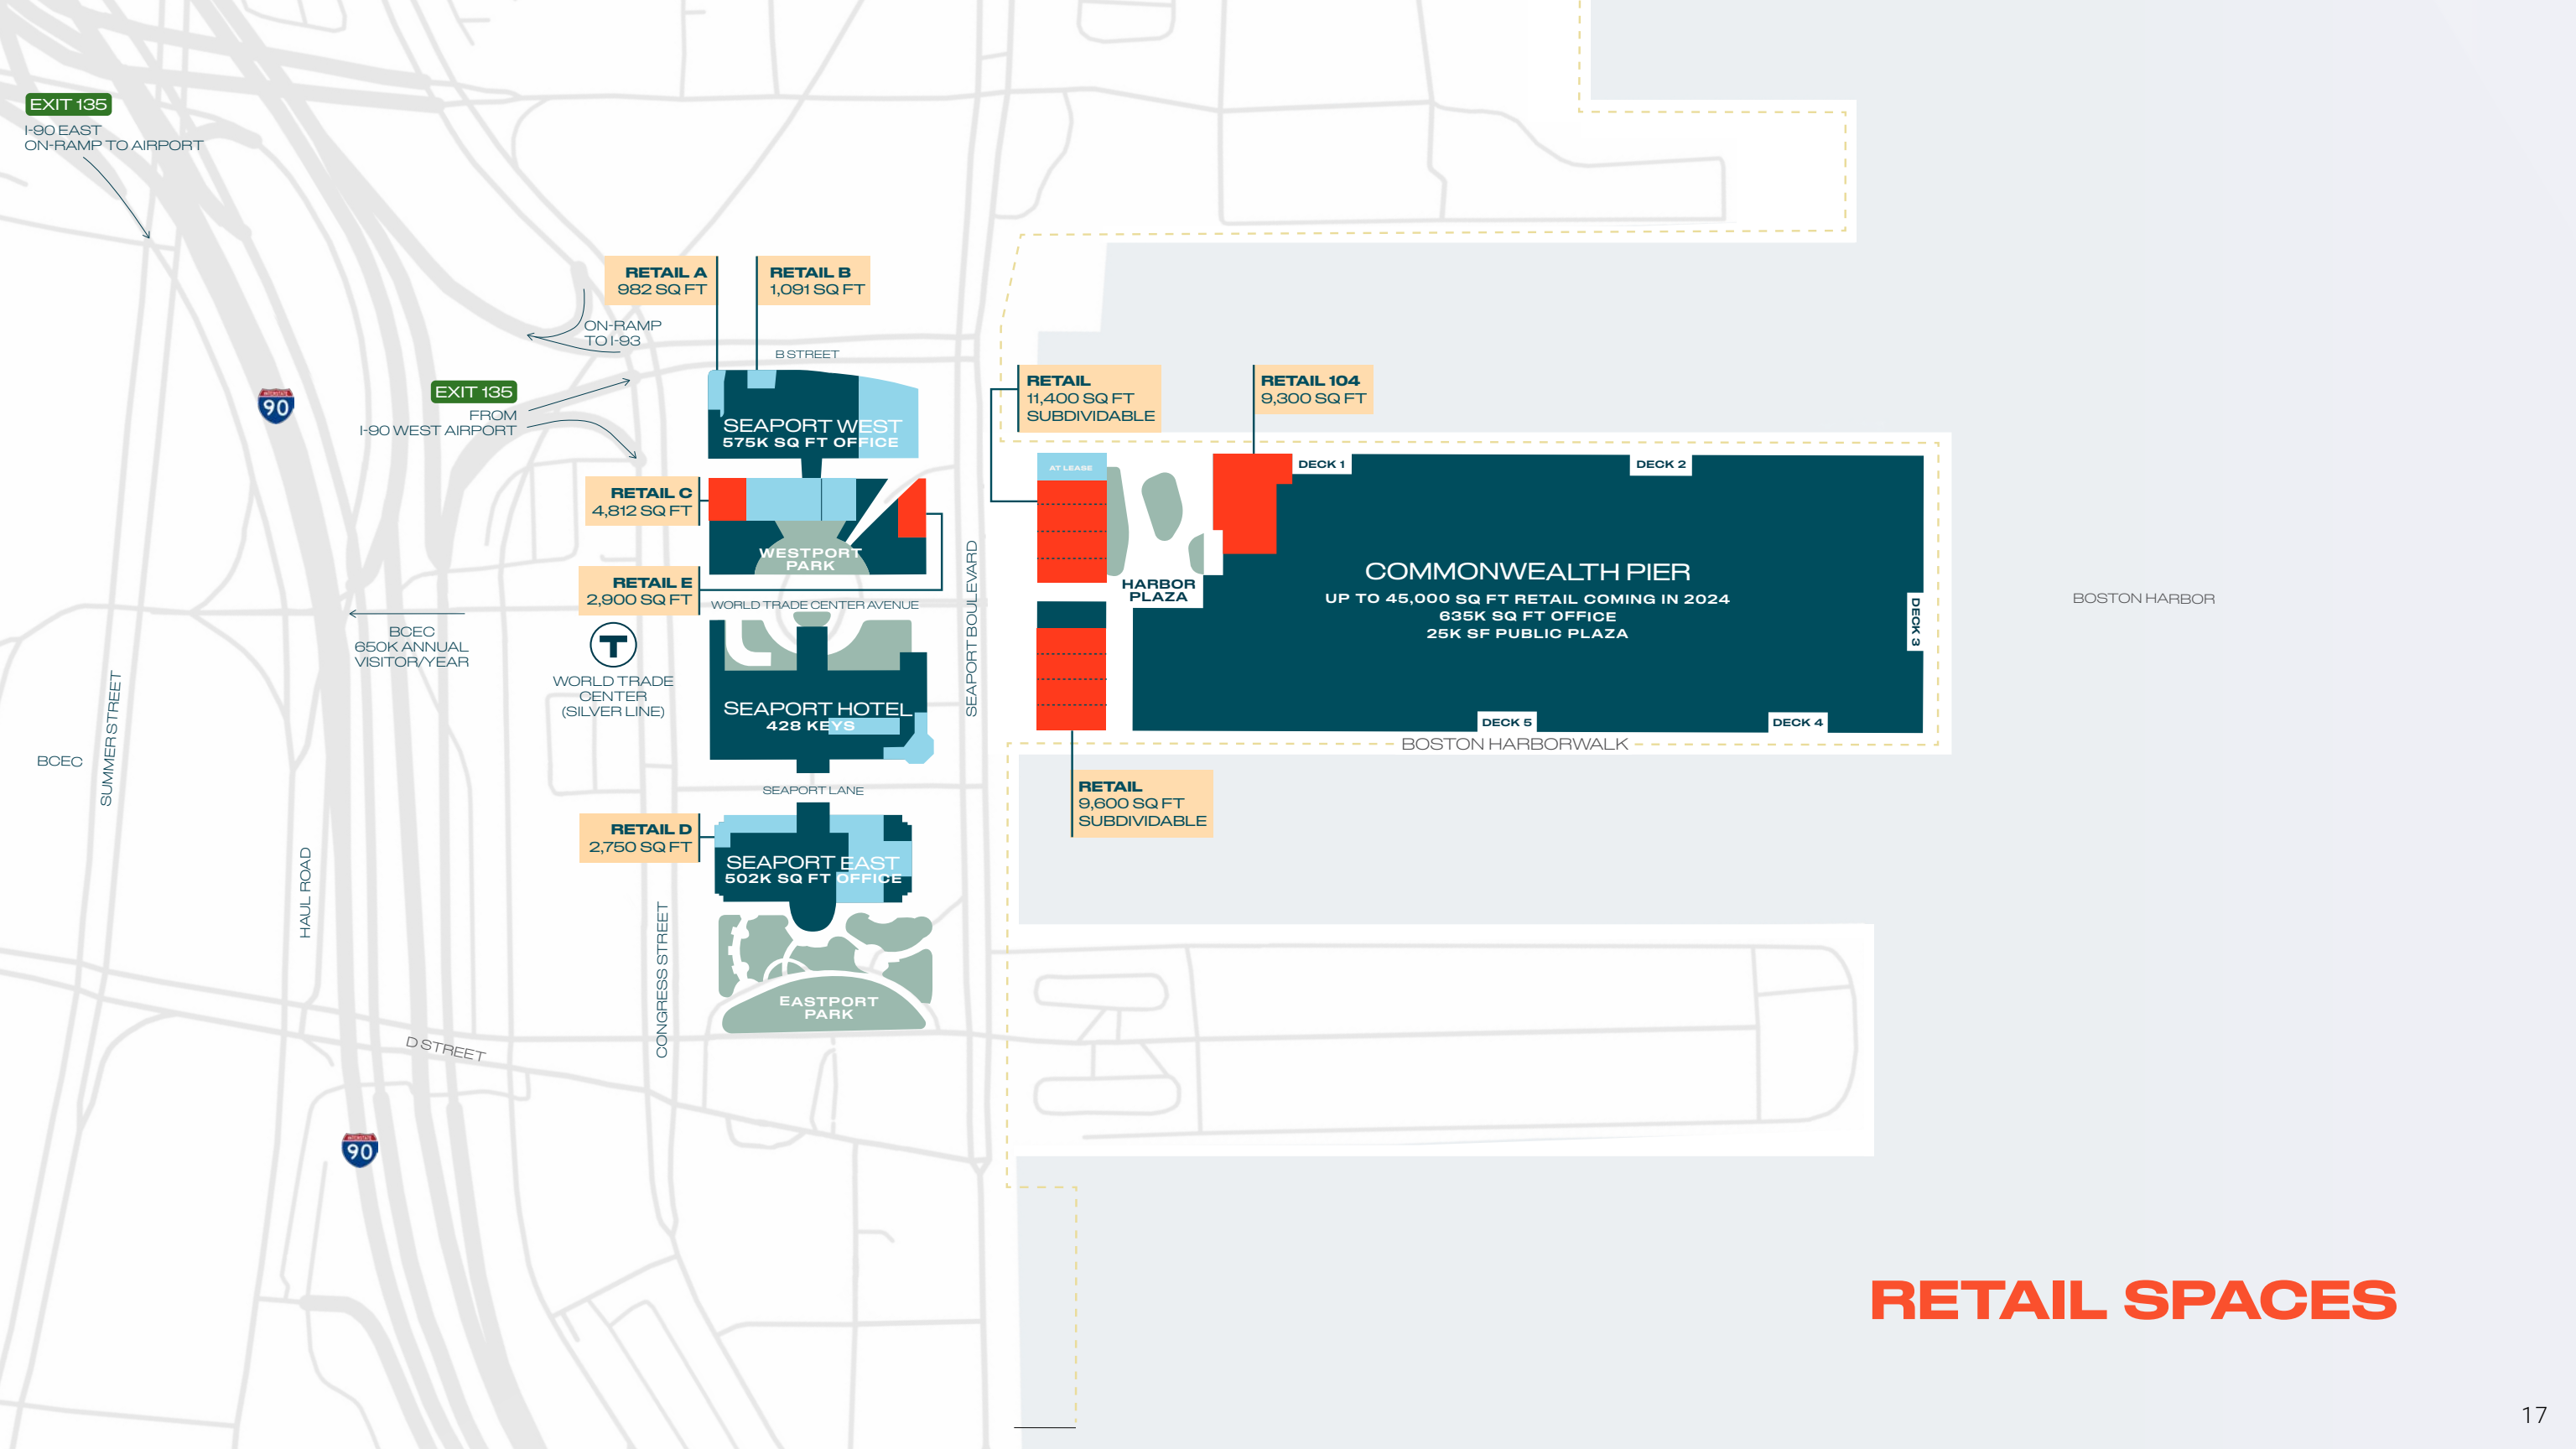 EXIT 135
I-90 EAST
ON-RAMP TO AIRPORT
RETAIL A
982 SQ FT
RETAIL B
1,091 SQ FT
ON-RAMP
TO I-93
B STREET
EXIT 135
FROM
I-90 WEST AIRPORT
INTERSTATE
90
SEAPORT WEST
575K SQ FT OFFICE
RETAIL
11,400 SQ FT
SUBDIVIDABLE
RETAIL 104
9,300 SQ FT
AT LEASE
DECK 1
DECK 2
RETAIL C
4,812 SQ FT
WESTPORT
PARK
RETAIL E
2,900 SQ FT
WORLD TRADE CENTER AVENUE
SEAPORT BOULEVARD
HARBOR
PLAZA
COMMONWEALTH PIER
UP TO 45,000 SQ FT RETAIL COMING IN 2024
635K SQ FT OFFICE
25K SF PUBLIC PLAZA
DECK 3
BOSTON HARBOR
BCEC
650K ANNUAL
VISITOR/YEAR
T
WORLD TRADE
CENTER
(SILVER LINE)
SEAPORT HOTEL
428 KEYS
DECK 5
DECK 4
BOSTON HARBORWALK
SUMMER STREET
BCEC
SEAPORT LANE
RETAIL
9,600 SQ FT
SUBDIVIDABLE
RETAIL D
2,750 SQ FT
SEAPORT EAST
502K SQ FT OFFICE
HAUL ROAD
CONGRESS STREET
EASTPORT
PARK
D STREET
INTERSTATE
90
RETAIL SPACES
17